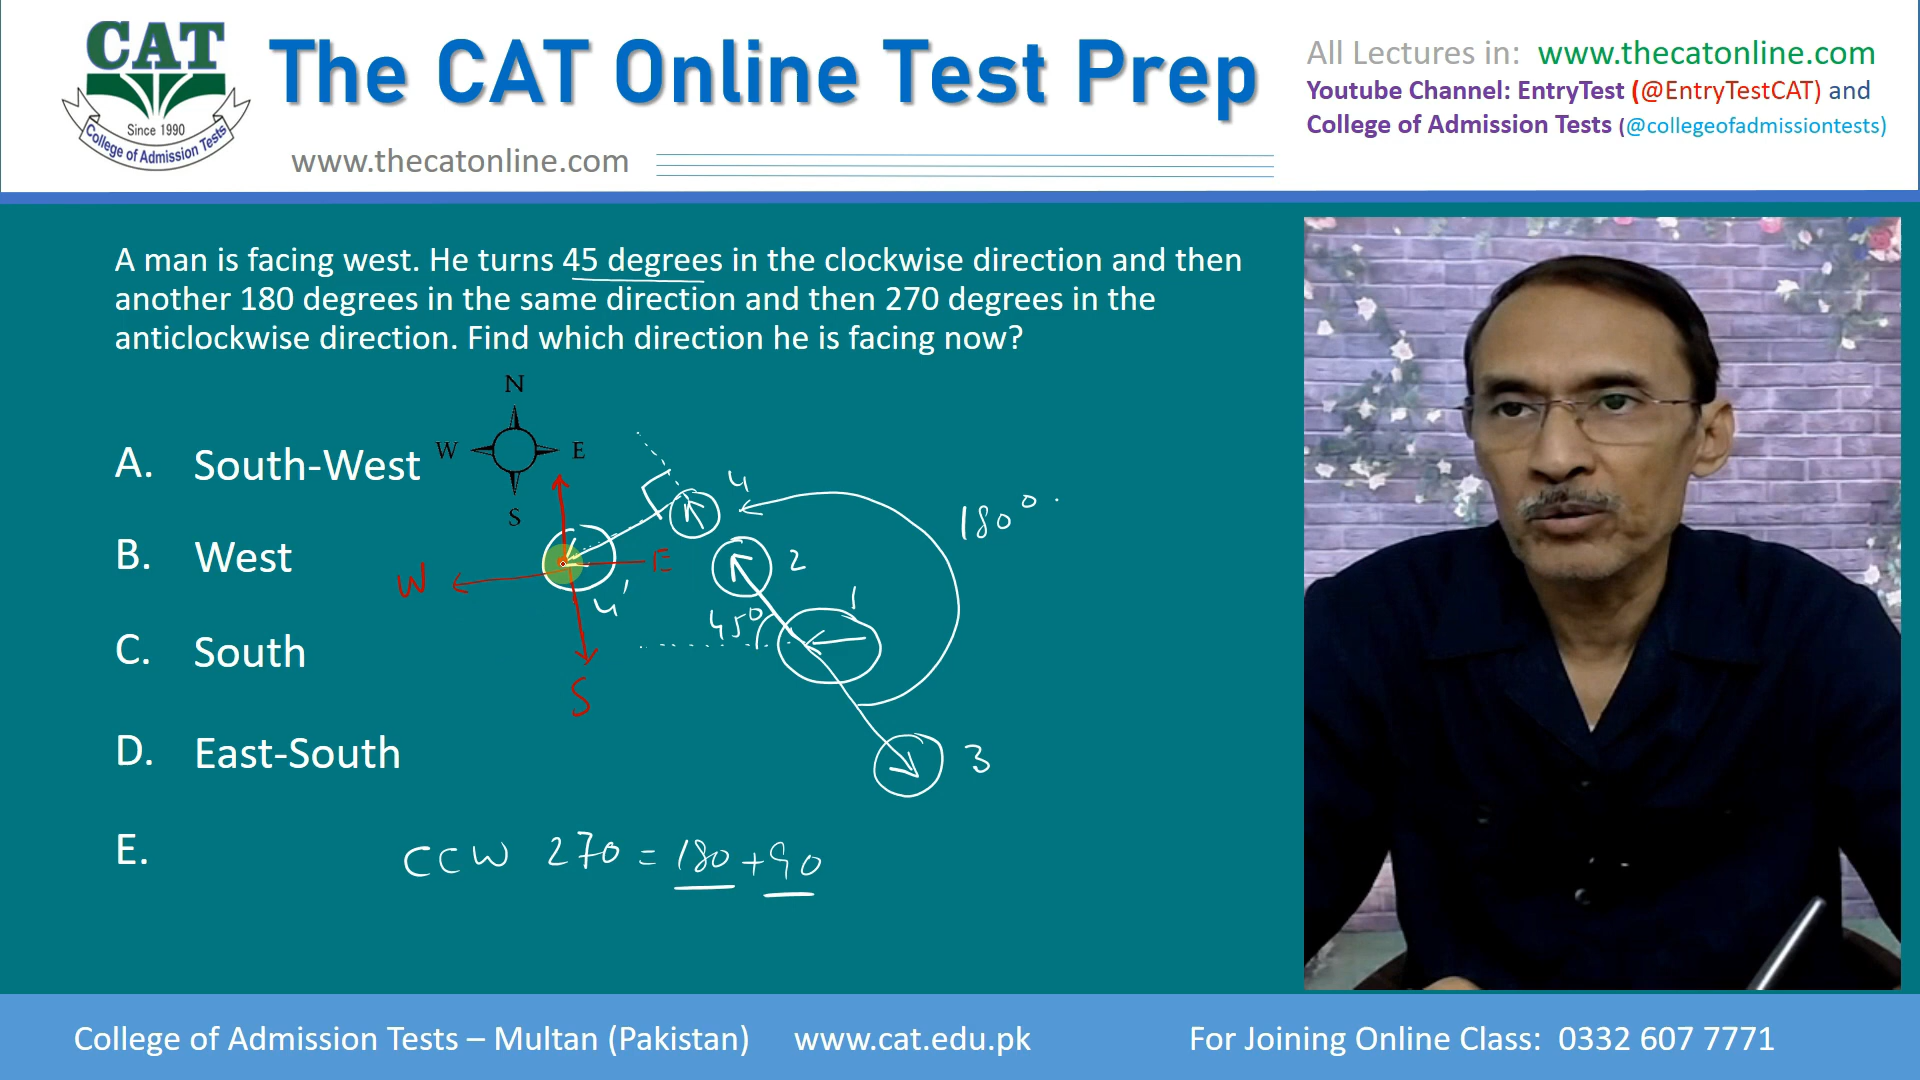 CAT
Since 1990
College of Admission Tests
The CAT Online Test Prep
www.thecatonline.com
All Lectures in: www.thecatonline.com
Youtube Channel: EntryTest (@EntryTestCAT) and
College of Admission Tests (@collegeofadmissiontests)
A man is facing west. He turns 45 degrees in the clockwise direction and then
another 180 degrees in the same direction and then 270 degrees in the
anticlockwise direction. Find which direction he is facing now?
N
W E
S
A. South-West
B. West
C. South
D. East-South
E.
4
180°
2
1
45°
3
W
E
4'
S
CCW 270 = 180 + 90
College of Admission Tests – Multan (Pakistan) www.cat.edu.pk For Joining Online Class: 0332 607 7771